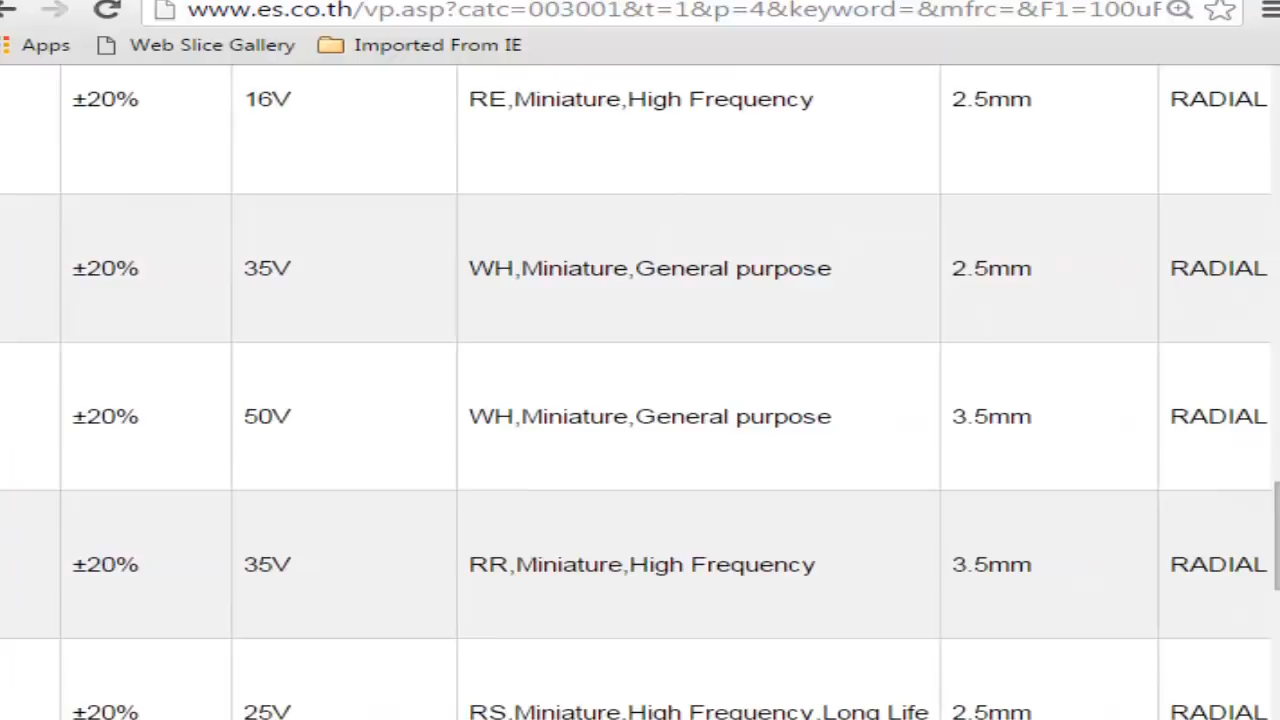 www.es.co.th/vp.asp?catc=003001&t=1&p=4&keyword=&mfrc=&F1=100uF
Apps Web Slice Gallery Imported From IE
±20% 16V RE,Miniature,High Frequency 2.5mm RADIAL
±20% 35V WH,Miniature,General purpose 2.5mm RADIAL
±20% 50V WH,Miniature,General purpose 3.5mm RADIAL
±20% 35V RR,Miniature,High Frequency 3.5mm RADIAL
±20% 25V RS,Miniature,High Frequency,Long Life 2.5mm RADIAL